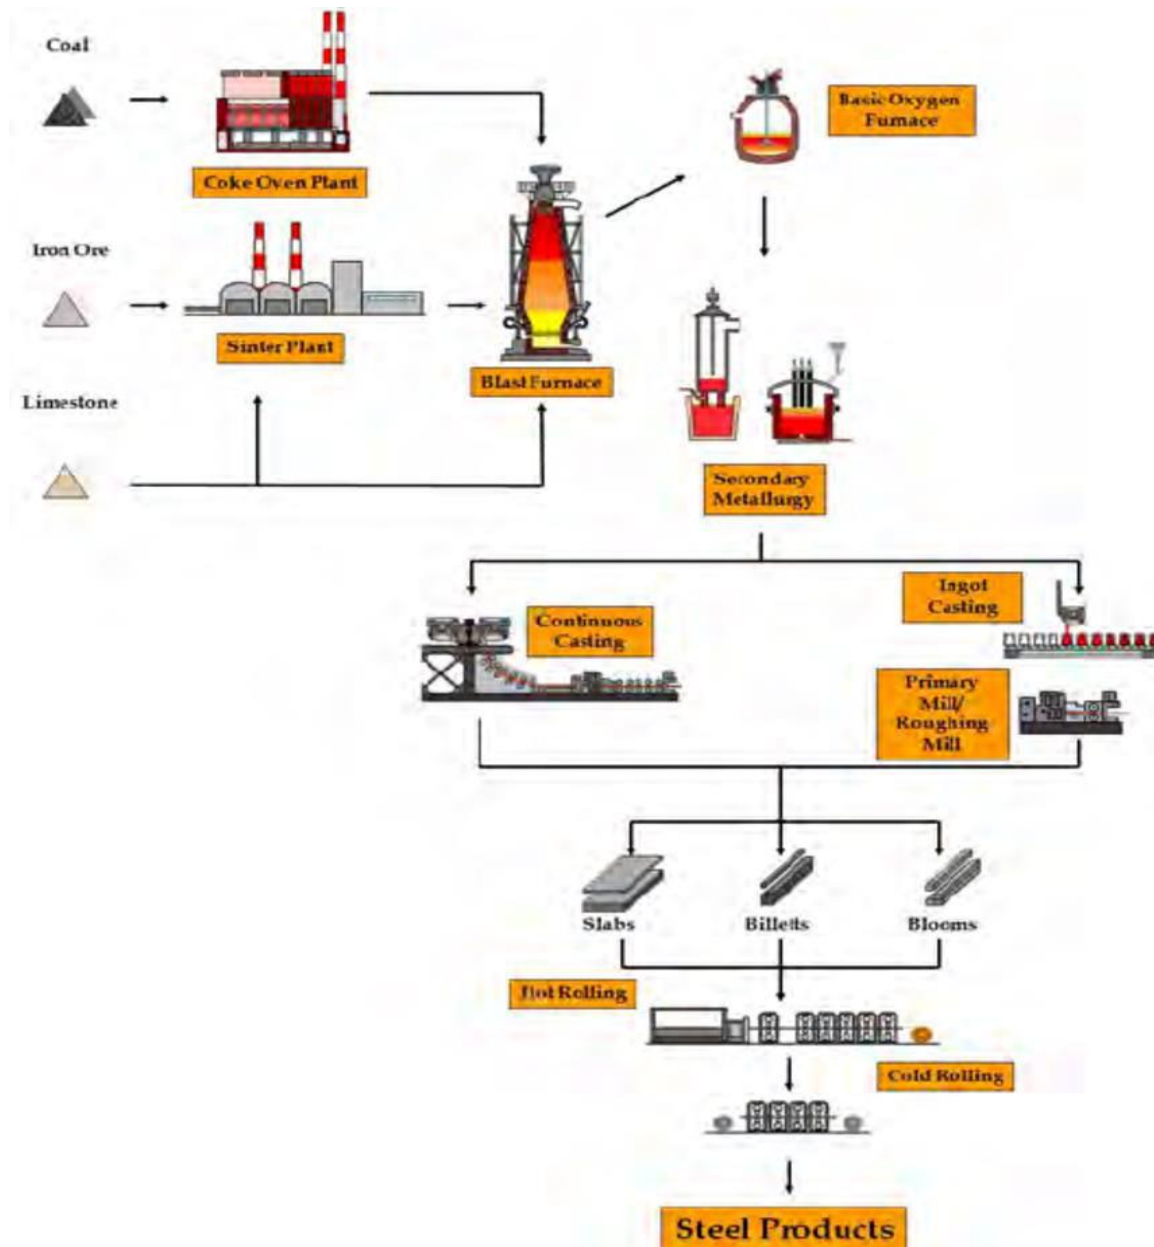 Coal
Basic Oxygen
Furnace
Coke Oven Plant
Iron Ore
Sinter Plant
Blast Furnace
Limestone
Secondary
Metallurgy
Ingot
Casting
Continuous
Casting
Primary
Mill/
Roughing
Mill
Slabs
Billetts
Blooms
Hot Rolling
Cold Rolling
Steel Products